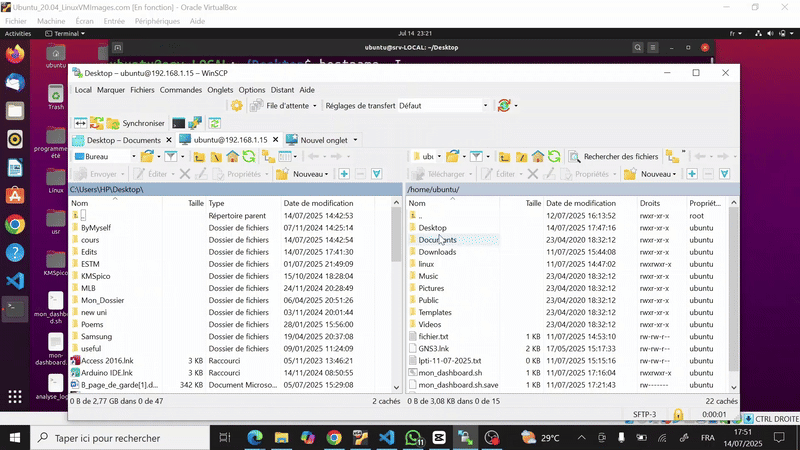 Ubuntu_20.04_LinuxVMImages.com [En fonction] - Oracle VirtualBox
Fichier Machine Écran Entrée Périphériques Aide
Activities Terminal Jul 14 23:21 fr
ubuntu@srv-LOCAL: ~/Desktop
ubuntu
Trash
Linux
usr
KMSpico
Desktop – ubuntu@192.168.1.15 – WinSCP
Local Marquer Fichiers Commandes Onglets Options Distant Aide
File d'attente Réglages de transfert Défaut
Synchroniser
Desktop – Documents ubuntu@192.168.1.15 Nouvel onglet
Bureau Rechercher des fichiers
Envoyer Éditer Propriétés Nouveau Télécharger Éditer Propriétés Nouveau
C:\Users\HP\Desktop\ /home/ubuntu/
Nom Taille Type Date de modification Nom Taille Date de modification Droits Propriét...
Répertoire parent 14/07/2025 14:42:53 .. 12/07/2025 16:13:52 rwxr-xr-x root
ByMyself Dossier de fichiers 07/11/2024 14:25:14 Desktop 14/07/2025 17:47:16 rwxr-xr-x ubuntu
cours Dossier de fichiers 14/07/2025 14:42:54 Documents 23/04/2020 18:32:12 rwxr-xr-x ubuntu
Edits Dossier de fichiers 14/07/2025 17:41:30 Downloads 11/07/2025 15:44:08 rwxr-xr-x ubuntu
ESTM Dossier de fichiers 01/07/2025 21:49:49 linux 11/07/2025 14:47:02 rwxr-xr-x ubuntu
KMSpico Dossier de fichiers 15/10/2024 18:28:04 Music 23/04/2020 18:32:12 rwxr-xr-x ubuntu
MLB Dossier de fichiers 24/11/2024 20:28:49 Pictures 23/04/2020 18:32:12 rwxr-xr-x ubuntu
Mon_Dossier Dossier de fichiers 06/04/2025 20:51:26 Public 23/04/2020 18:32:12 rwxr-xr-x ubuntu
new uni Dossier de fichiers 03/11/2024 20:01:44 Templates 23/04/2020 18:32:12 rwxr-xr-x ubuntu
Poems Dossier de fichiers 28/01/2025 15:56:00 Videos 23/04/2020 18:32:12 rwxr-xr-x ubuntu
Samsung Dossier de fichiers 19/04/2025 20:37:08 fichier.txt 1 KB 11/07/2025 14:53:10 rw-rw-r-- ubuntu
useful Dossier de fichiers 09/01/2025 11:24:09 GNS3.lnk 2 KB 17/05/2025 15:17:33 rw-rw-r-- ubuntu
Access 2016.lnk 3 KB Raccourci 05/11/2023 13:46:21 lpti-11-07-2025.txt 0 KB 11/07/2025 15:15:16 rw-rw-r-- ubuntu
Arduino IDE.lnk 3 KB Raccourci 14/11/2024 08:50:55 mon_dashboard.sh 1 KB 11/07/2025 17:16:04 rwxrwxr-x ubuntu
B_page_de_garde[1].d... 342 KB Document Microso... 05/07/2025 15:29:08 mon_dashboard.sh.save 1 KB 11/07/2025 17:21:43 rw------- ubuntu
0 B de 2,77 GB dans 0 de 47 2 cachés 0 B de 3,08 KB dans 0 de 15 22 cachés
SFTP-3 0:00:01
CTRL DROITE
Taper ici pour rechercher 29°C FRA 17:51
14/07/2025